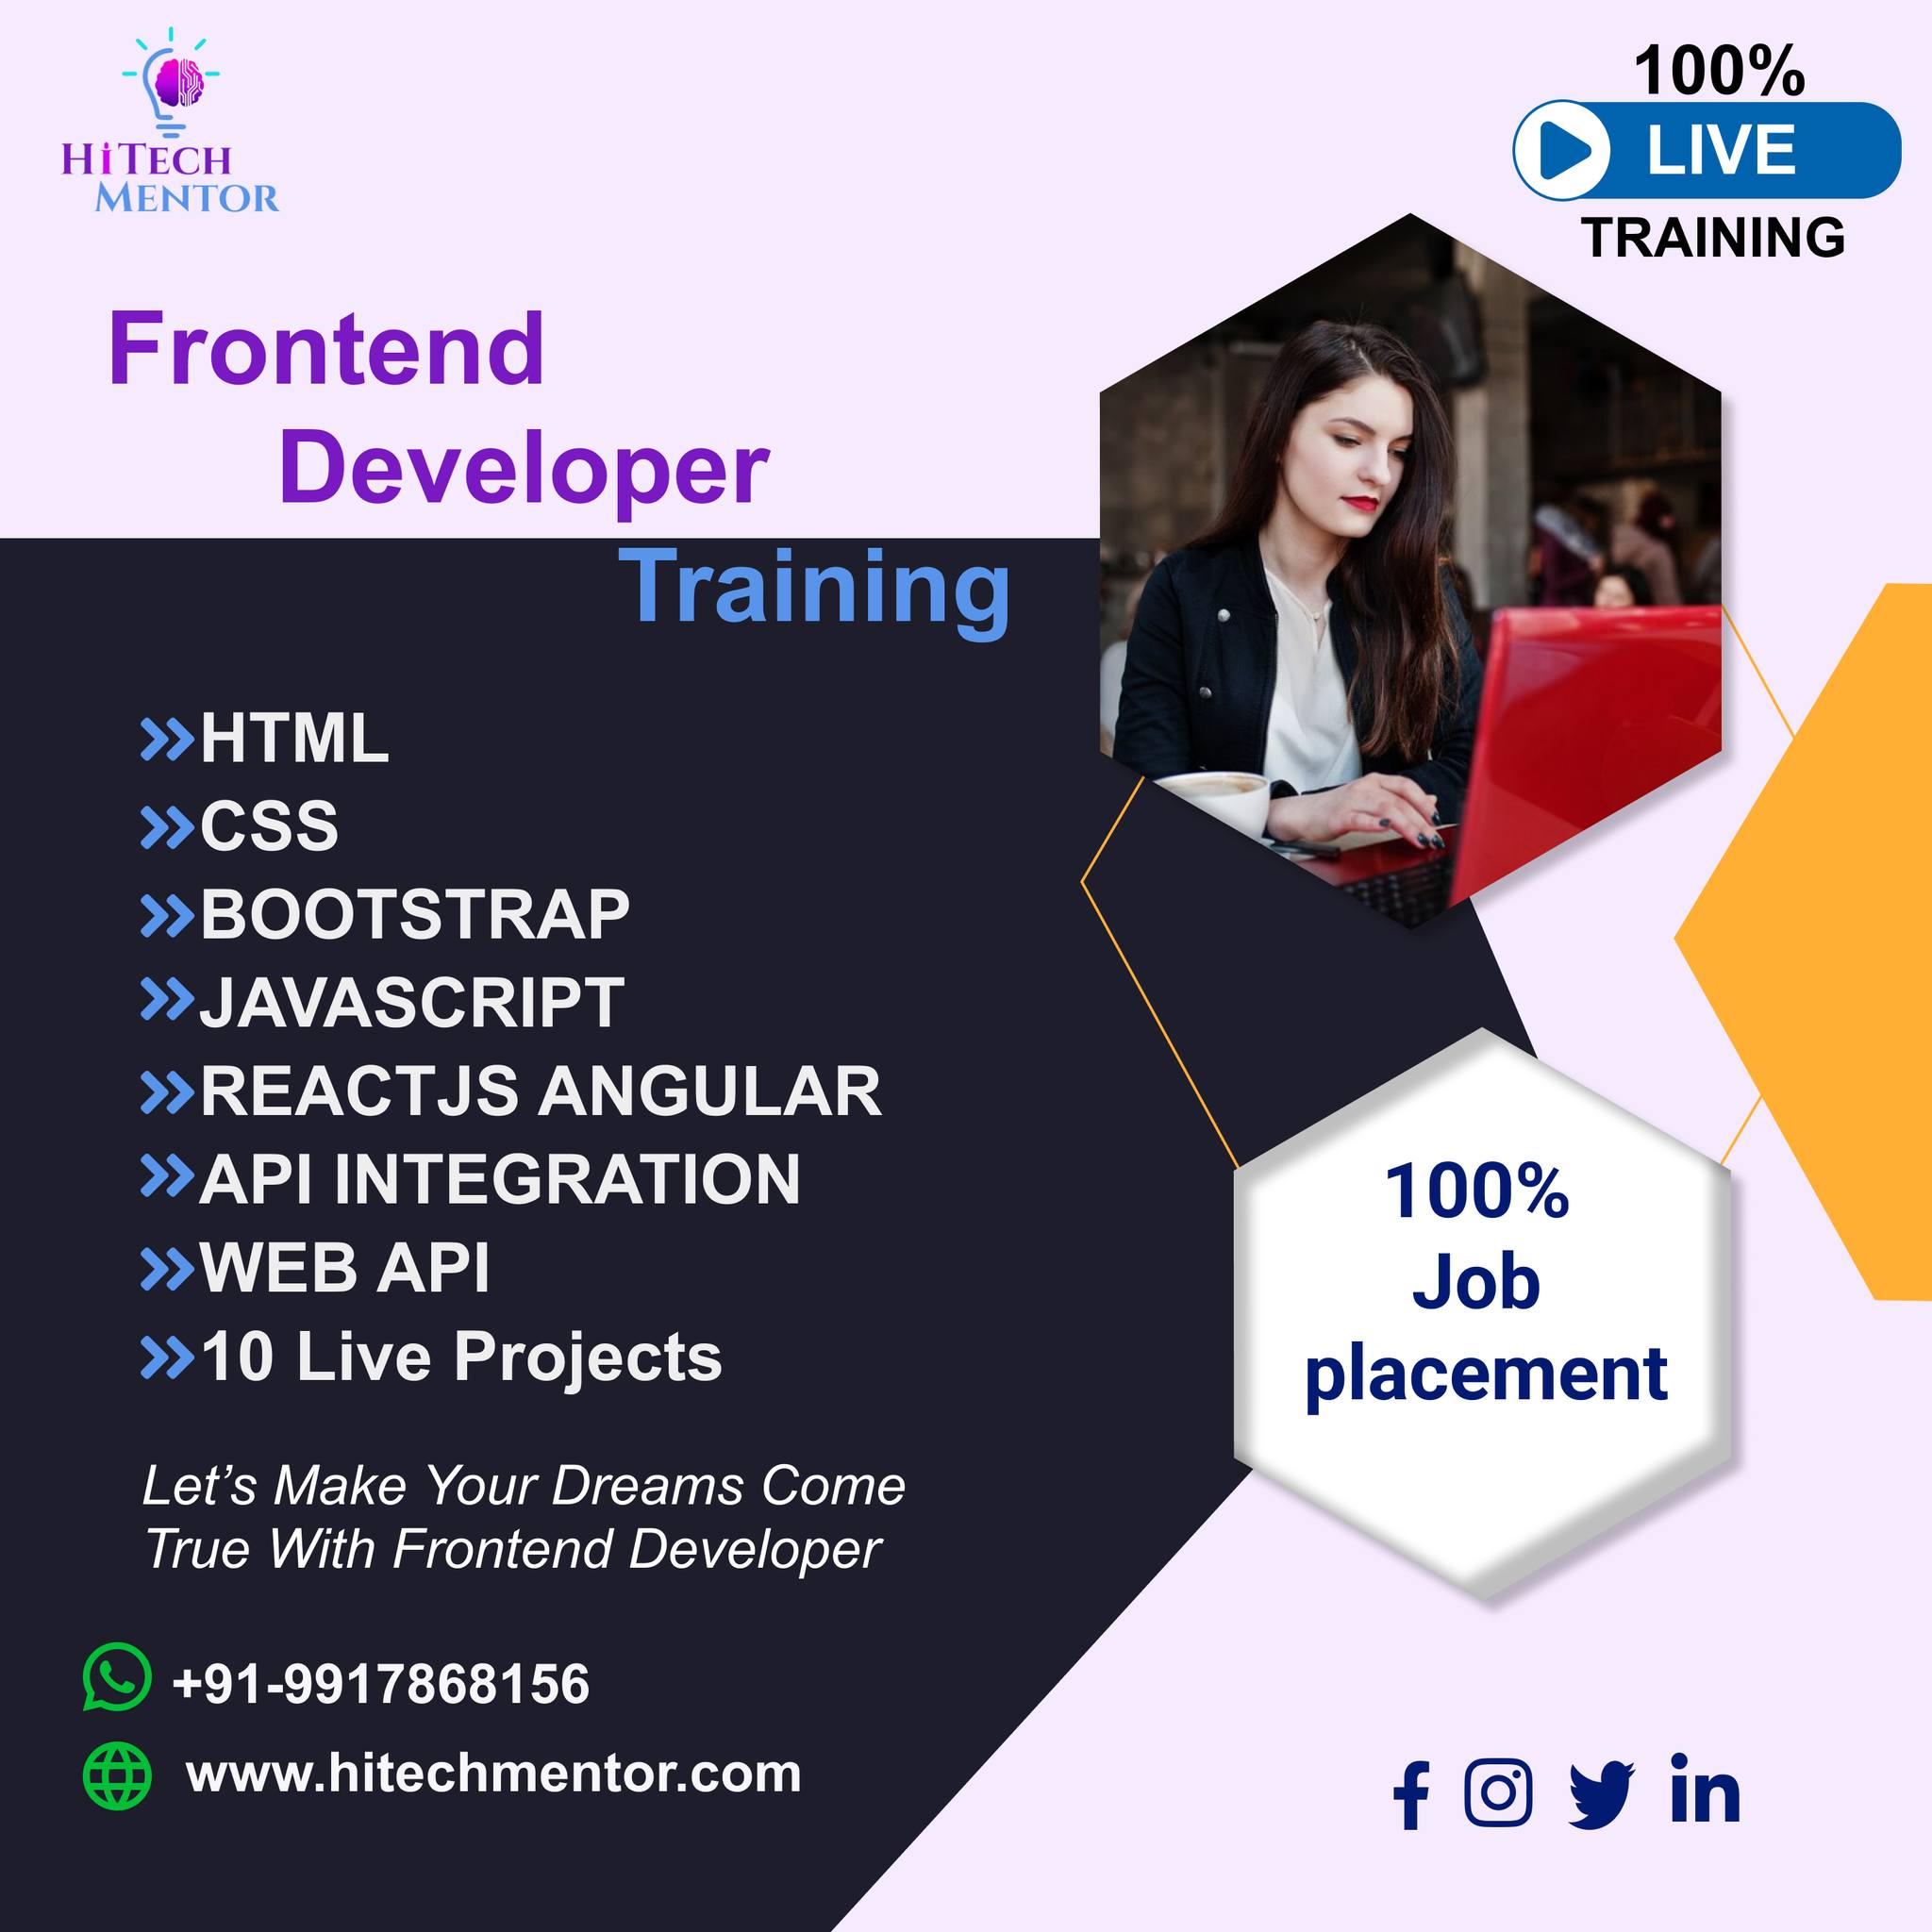 HiTECH
MENTOR
100%
LIVE
TRAINING
Frontend
Developer
Training
HTML
CSS
BOOTSTRAP
JAVASCRIPT
REACTJS ANGULAR
API INTEGRATION
WEB API
10 Live Projects
100%
Job
placement
Let’s Make Your Dreams Come
True With Frontend Developer
+91-9917868156
www.hitechmentor.com